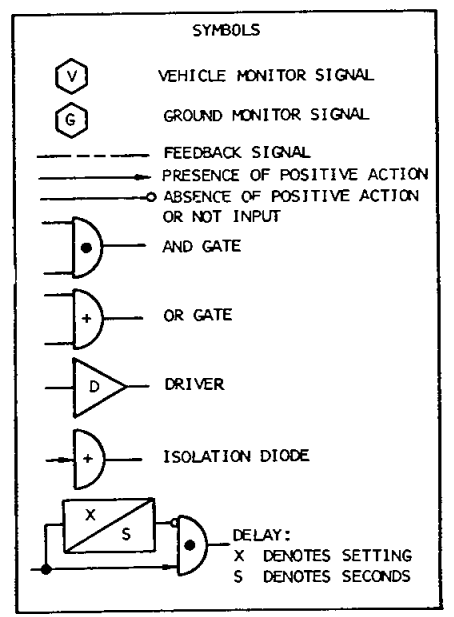 SYMBOLS
V VEHICLE MONITOR SIGNAL
G GROUND MONITOR SIGNAL
FEEDBACK SIGNAL
PRESENCE OF POSITIVE ACTION
ABSENCE OF POSITIVE ACTION
OR NOT INPUT
AND GATE
+ OR GATE
D DRIVER
+ ISOLATION DIODE
X
S
DELAY:
X DENOTES SETTING
S DENOTES SECONDS